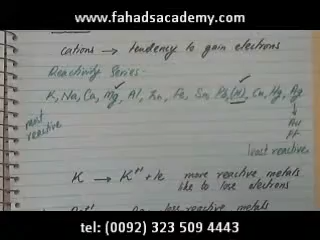 www.fahadsacademy.com
cations → tendency to gain electrons
Reactivity Series -
K, Na, Ca, Mg, Al, Zn, Fe, Sn, Pb, (H), Cu, Hg, Ag
most reactive
Au
Pt
least reactive
K → K⁺¹ + 1e more reactive metals
like to lose electrons
less reactive metals
tel: (0092) 323 509 4443